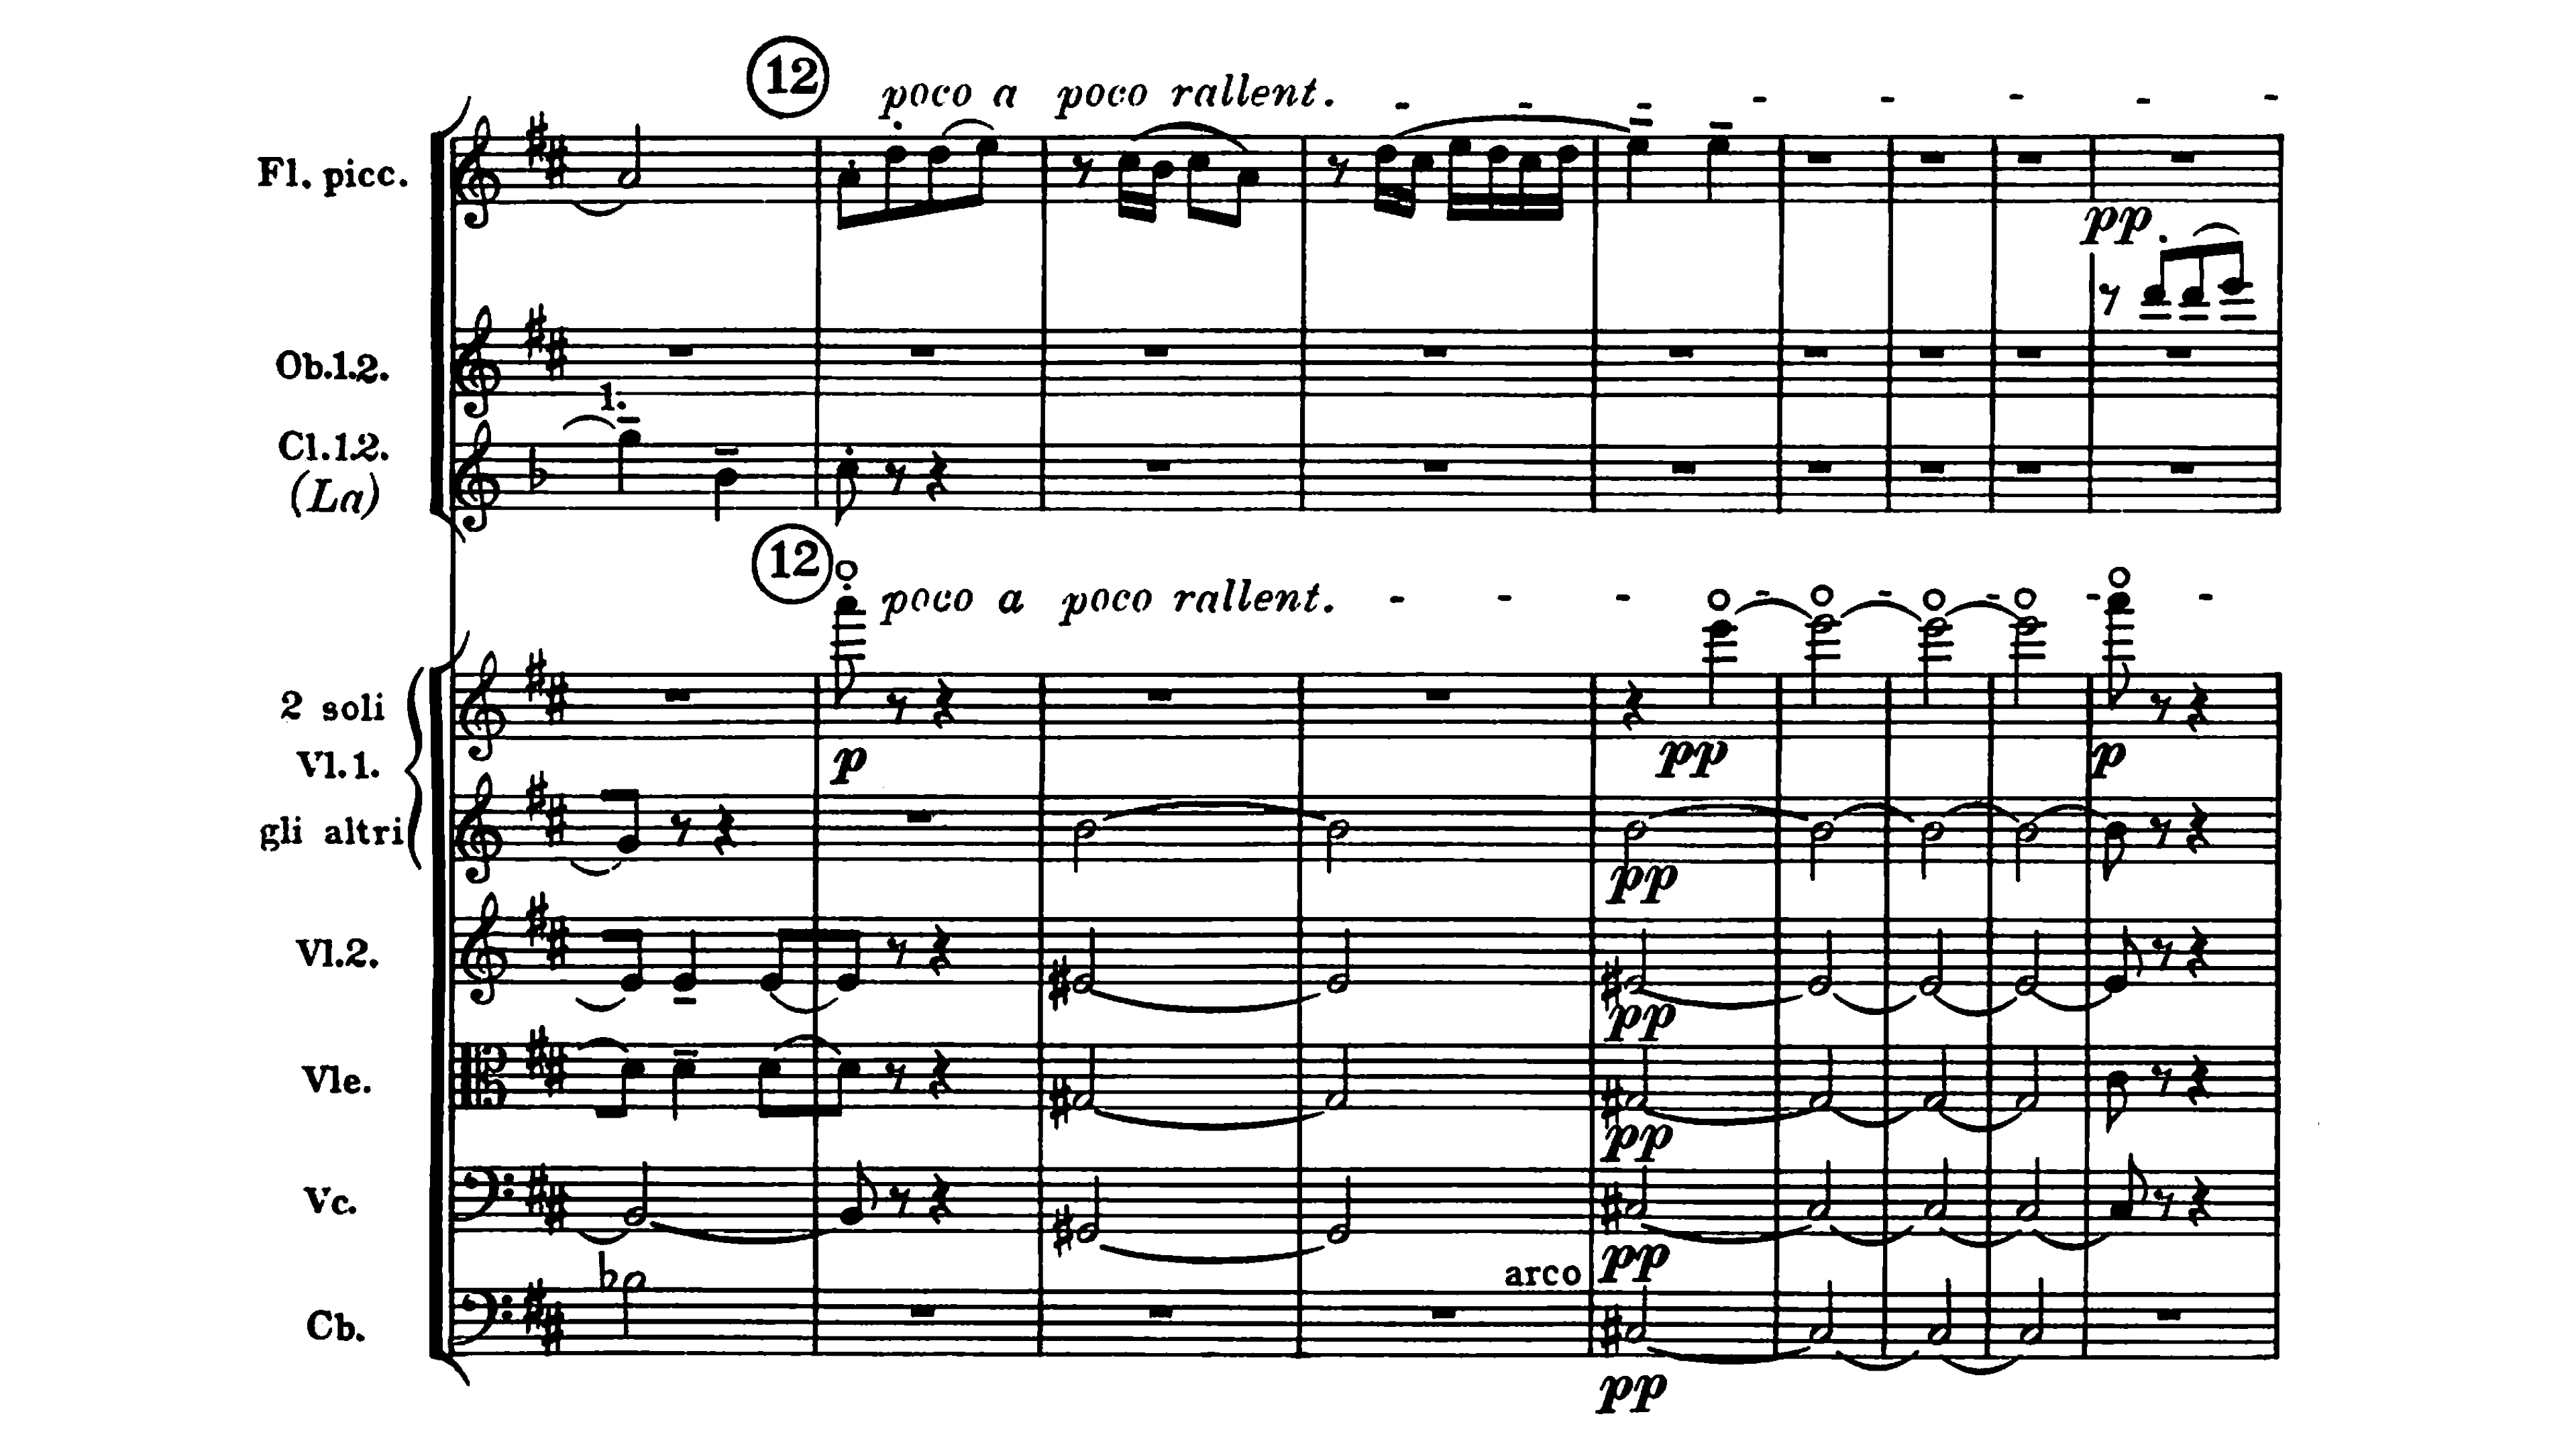 12
poco a poco rallent. - - - - - - - -
Fl. picc.
pp
Ob.1.2.
1.
Cl.1.2.
(La)
12
poco a poco rallent. - - - - - - - -
2 soli
Vl.1.
p
pp
p
gli altri
pp
Vl.2.
pp
Vle.
pp
Vc.
pp
arco
Cb.
pp